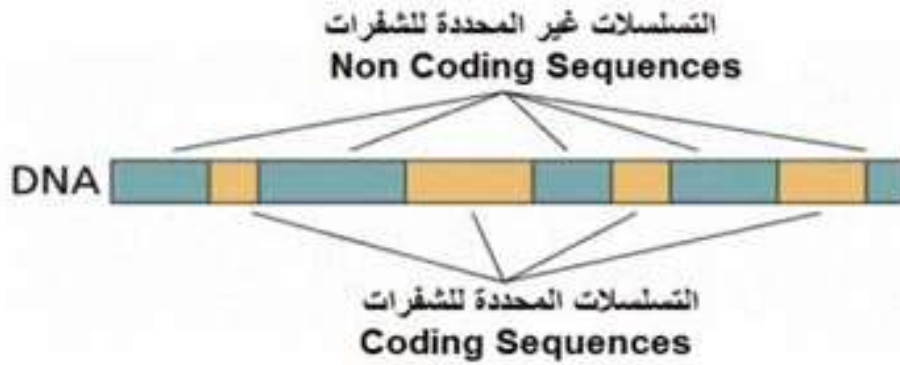 التسلسلات غير المحددة للشفرات
Non Coding Sequences
DNA
التسلسلات المحددة للشفرات
Coding Sequences